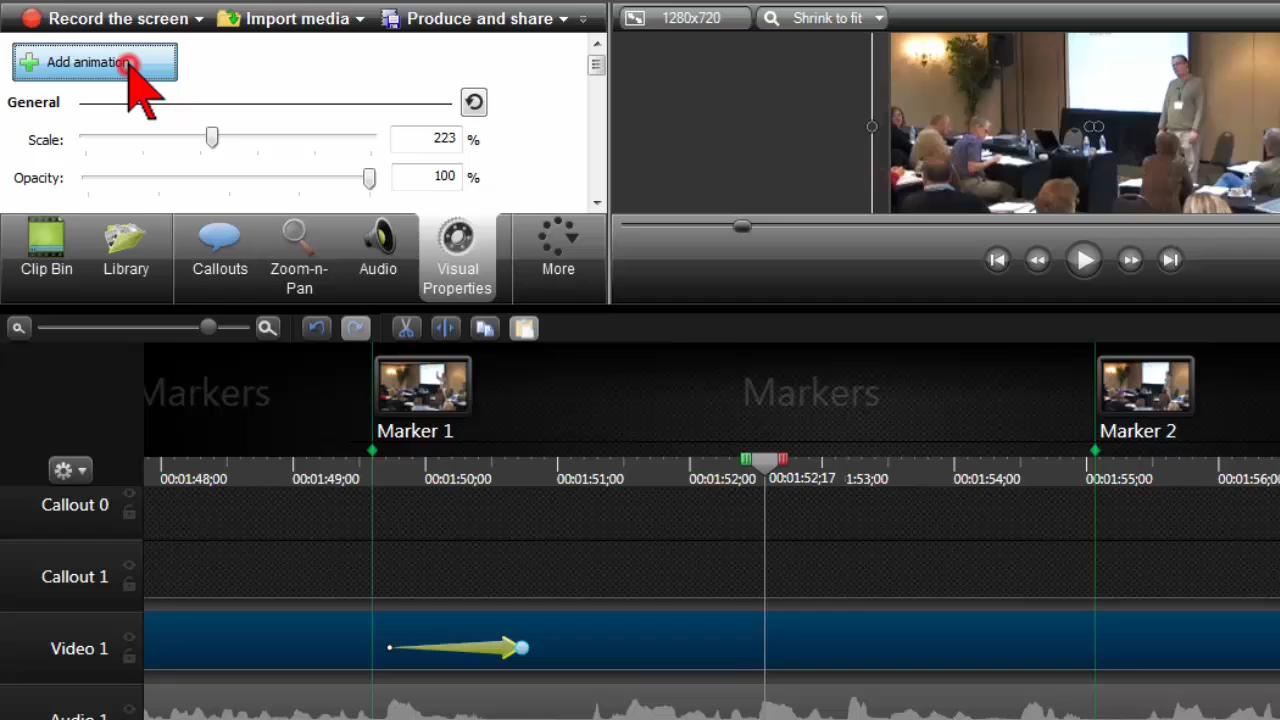 Record the screen Import media Produce and share
1280x720 Shrink to fit
Add animation
General
Scale: 223 %
Opacity: 100 %
Clip Bin
Library
Callouts
Zoom-n-
Pan
Audio
Visual
Properties
More
Markers Markers
Marker 1 Marker 2
00:01:48;00 00:01:49;00 00:01:50;00 00:01:51;00 00:01:52;00 00:01:52;17 1:53;00 00:01:54;00 00:01:55;00 00:01:56;00
Callout 0
Callout 1
Video 1
Audio 1